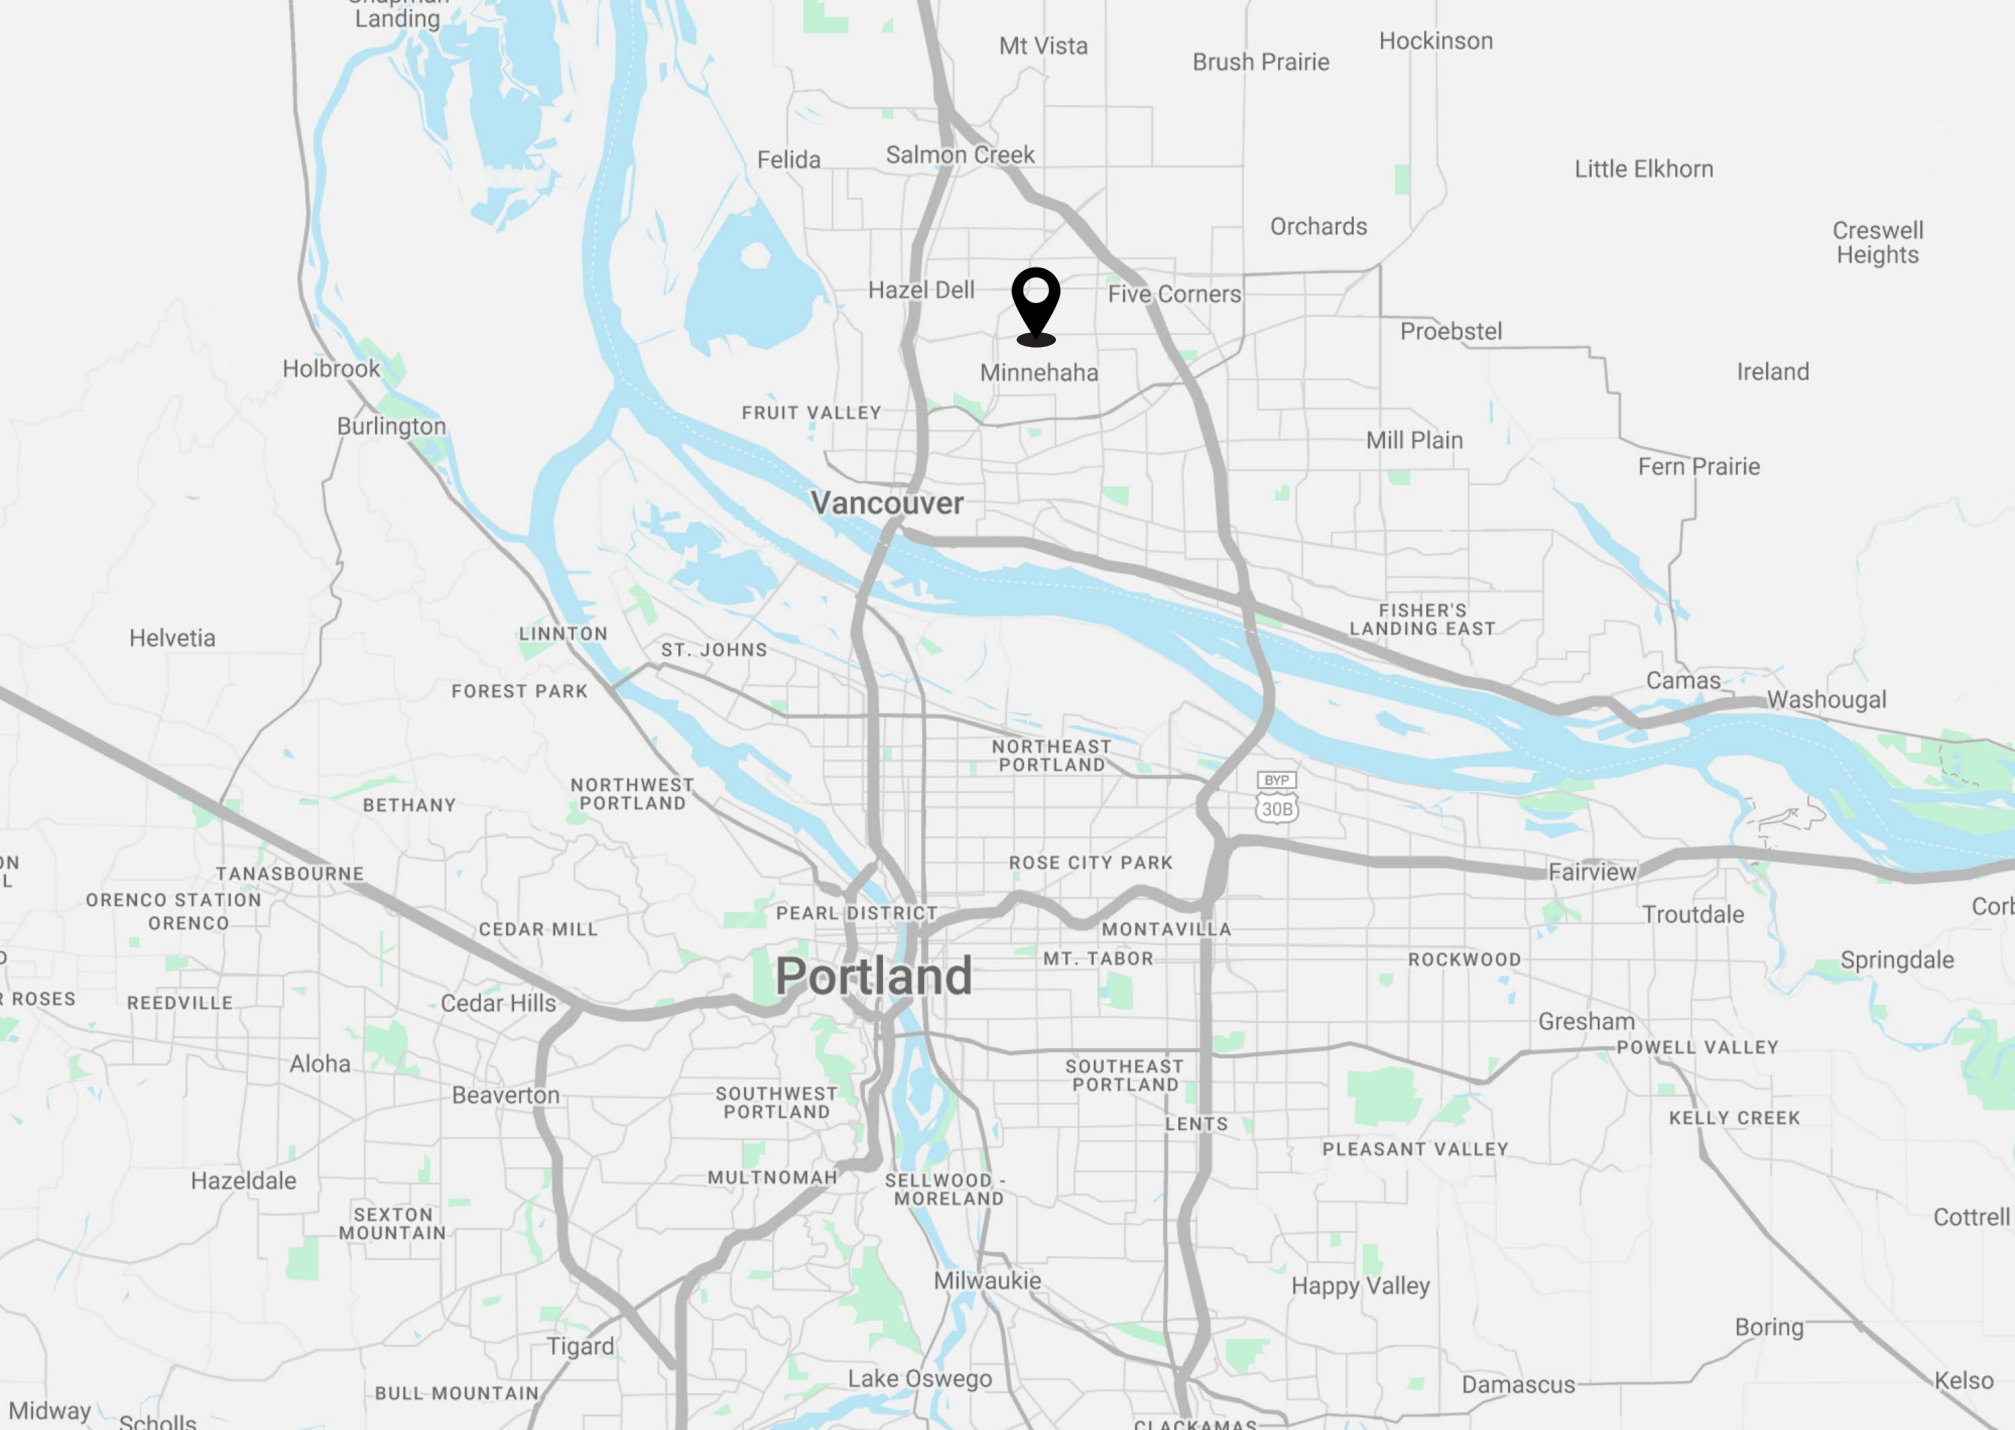 Landing
Mt Vista
Hockinson
Brush Prairie
Felida
Salmon Creek
Little Elkhorn
Orchards
Creswell
Heights
Hazel Dell
Five Corners
Proebstel
Holbrook
Minnehaha
Ireland
FRUIT VALLEY
Burlington
Mill Plain
Fern Prairie
Vancouver
FISHER'S
LANDING EAST
Helvetia
LINNTON
ST. JOHNS
FOREST PARK
Camas
Washougal
NORTHEAST
PORTLAND
NORTHWEST
PORTLAND
BETHANY
BYP
30B
ON
L
TANASBOURNE
ROSE CITY PARK
Fairview
ORENCO STATION
ORENCO
PEARL DISTRICT
CEDAR MILL
MONTAVILLA
Troutdale
Corb
MT. TABOR
ROCKWOOD
Springdale
Portland
R ROSES
REEDVILLE
Cedar Hills
Gresham
POWELL VALLEY
Aloha
SOUTHEAST
PORTLAND
Beaverton
SOUTHWEST
PORTLAND
LENTS
KELLY CREEK
PLEASANT VALLEY
Hazeldale
MULTNOMAH
SELLWOOD -
MORELAND
SEXTON
MOUNTAIN
Cottrell
Milwaukie
Happy Valley
Tigard
Boring
Lake Oswego
BULL MOUNTAIN
Damascus
Kelso
Midway
Scholls
CLACKAMAS